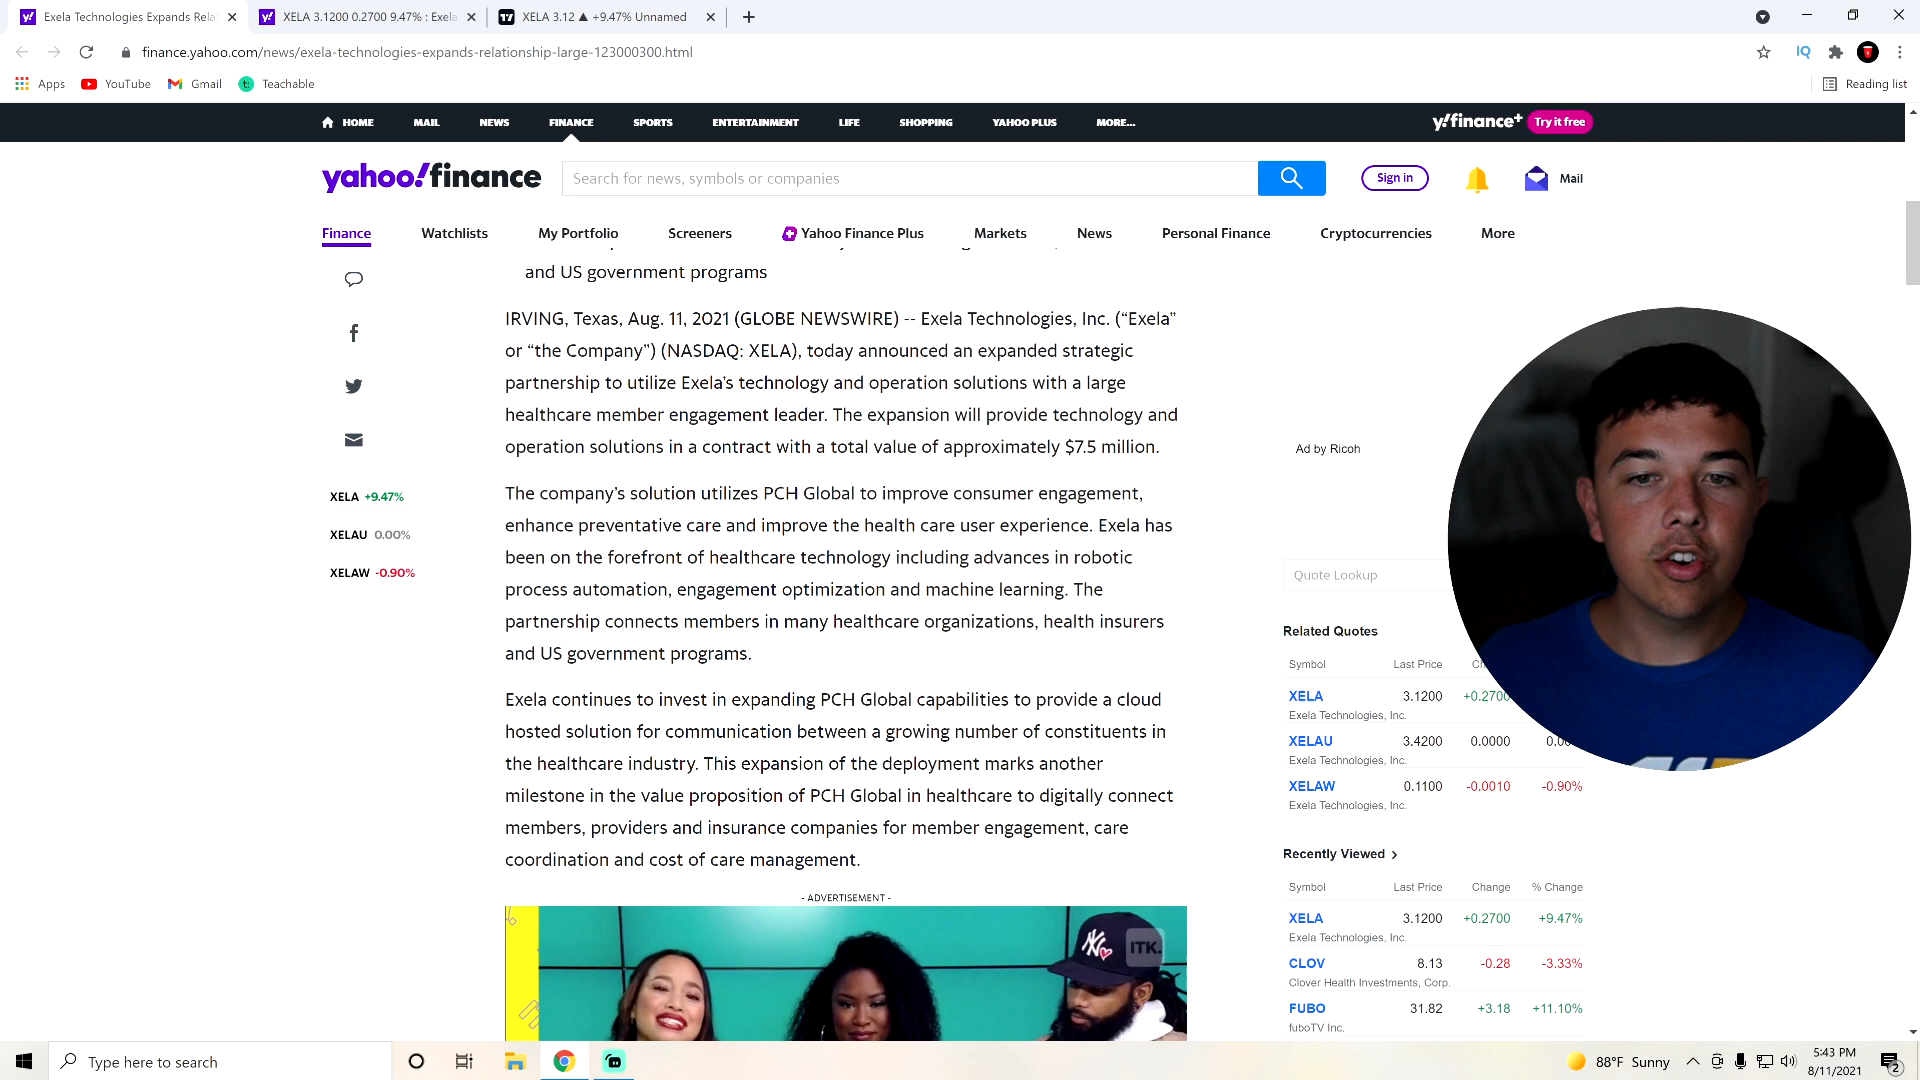 Exela Technologies Expands Rela
XELA 3.1200 0.2700 9.47% : Exela
XELA 3.12 ▲ +9.47% Unnamed
finance.yahoo.com/news/exela-technologies-expands-relationship-large-123000300.html
IQ
Apps YouTube Gmail Teachable Reading list
HOME MAIL NEWS FINANCE SPORTS ENTERTAINMENT LIFE SHOPPING YAHOO PLUS MORE...
y!finance+ Try it free
yahoo!finance
Search for news, symbols or companies
Sign in
Mail
Finance Watchlists My Portfolio Screeners Yahoo Finance Plus Markets News Personal Finance Cryptocurrencies More
and US government programs
IRVING, Texas, Aug. 11, 2021 (GLOBE NEWSWIRE) -- Exela Technologies, Inc. (“Exela”
or “the Company”) (NASDAQ: XELA), today announced an expanded strategic
partnership to utilize Exela’s technology and operation solutions with a large
healthcare member engagement leader. The expansion will provide technology and
operation solutions in a contract with a total value of approximately $7.5 million.
The company’s solution utilizes PCH Global to improve consumer engagement,
enhance preventative care and improve the health care user experience. Exela has
been on the forefront of healthcare technology including advances in robotic
process automation, engagement optimization and machine learning. The
partnership connects members in many healthcare organizations, health insurers
and US government programs.
Exela continues to invest in expanding PCH Global capabilities to provide a cloud
hosted solution for communication between a growing number of constituents in
the healthcare industry. This expansion of the deployment marks another
milestone in the value proposition of PCH Global in healthcare to digitally connect
members, providers and insurance companies for member engagement, care
coordination and cost of care management.
- ADVERTISEMENT -
ITK.
XELA +9.47%
XELAU 0.00%
XELAW -0.90%
Ad by Ricoh
Quote Lookup
Related Quotes
Symbol Last Price
XELA 3.1200 +0.2700
Exela Technologies, Inc.
XELAU 3.4200 0.0000
Exela Technologies, Inc.
XELAW 0.1100 -0.0010 -0.90%
Exela Technologies, Inc.
Recently Viewed
Symbol Last Price Change % Change
XELA 3.1200 +0.2700 +9.47%
Exela Technologies, Inc.
CLOV 8.13 -0.28 -3.33%
Clover Health Investments, Corp.
FUBO 31.82 +3.18 +11.10%
fuboTV Inc.
Type here to search
88°F Sunny
5:43 PM
8/11/2021
2